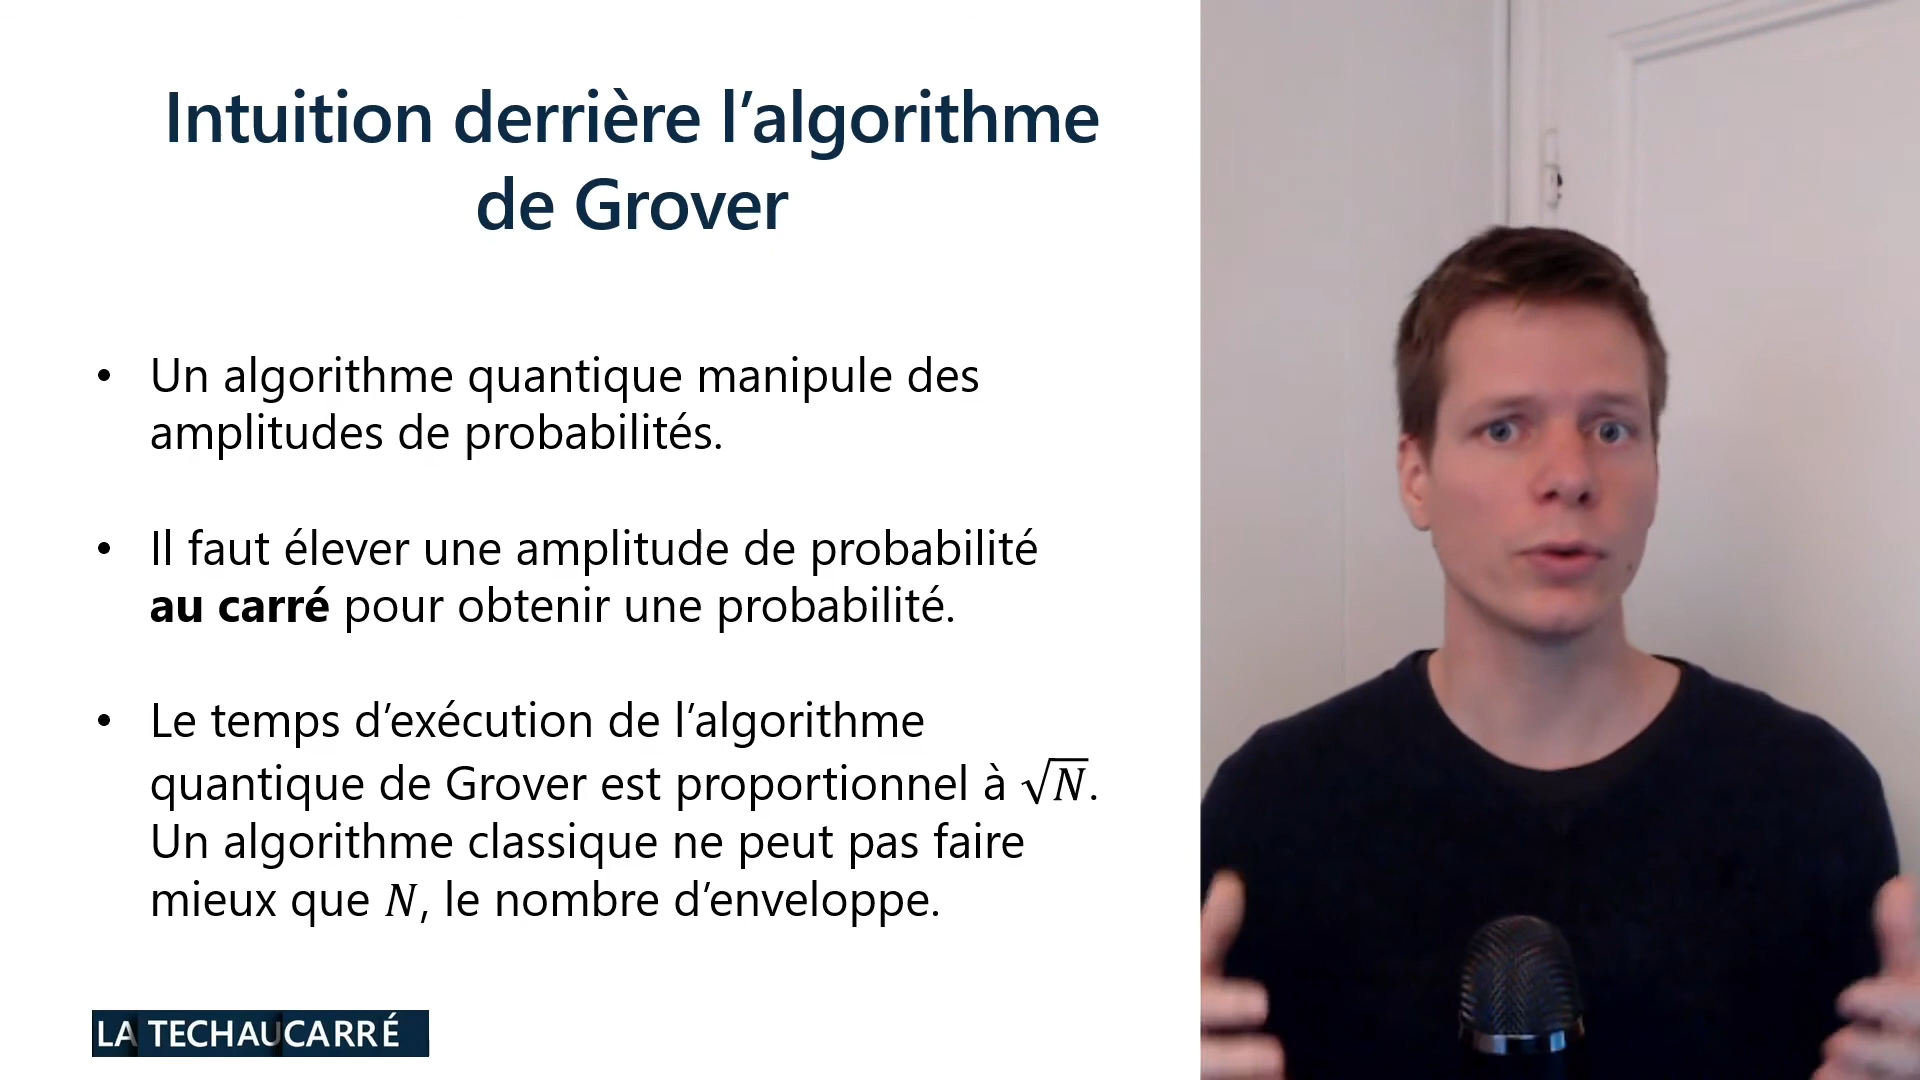 Intuition derrière l’algorithme
de Grover
• Un algorithme quantique manipule des
amplitudes de probabilités.
• Il faut élever une amplitude de probabilité
au carré pour obtenir une probabilité.
• Le temps d’exécution de l’algorithme
quantique de Grover est proportionnel à √N.
Un algorithme classique ne peut pas faire
mieux que N, le nombre d’enveloppe.
LA TECHAUCARRÉ